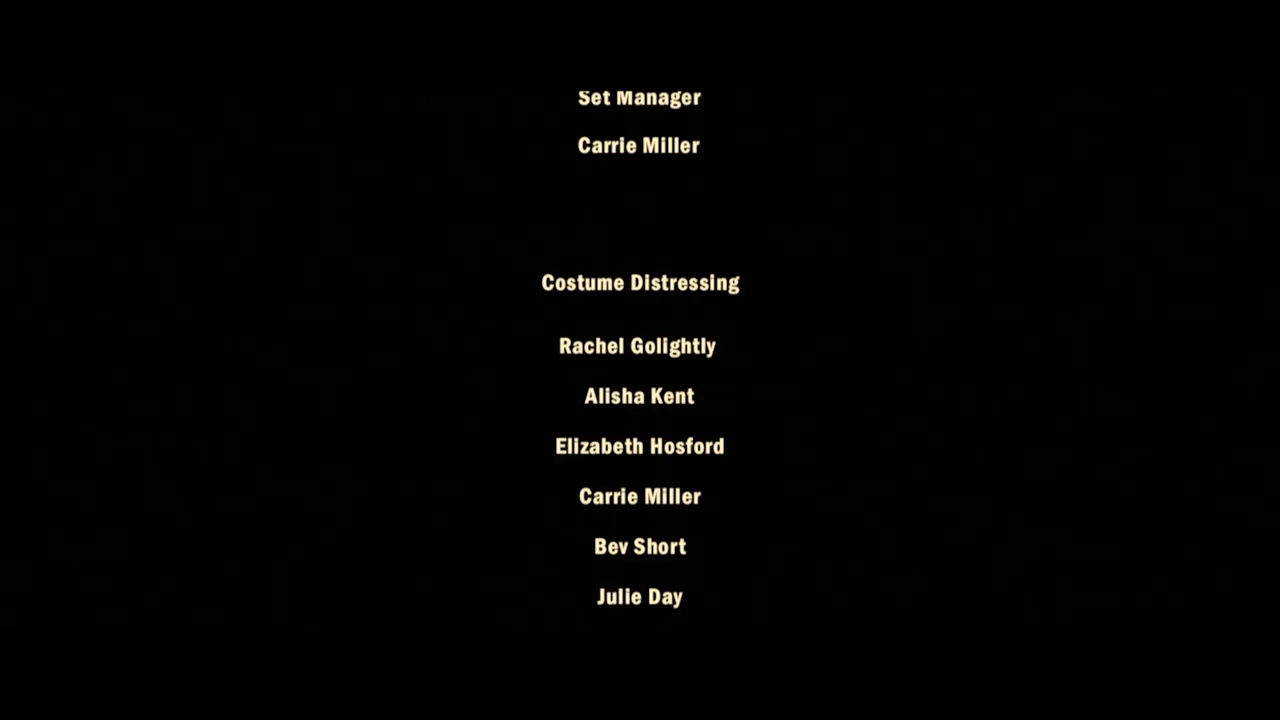 Set Manager
Carrie Miller
Costume Distressing
Rachel Golightly
Alisha Kent
Elizabeth Hosford
Carrie Miller
Bev Short
Julie Day